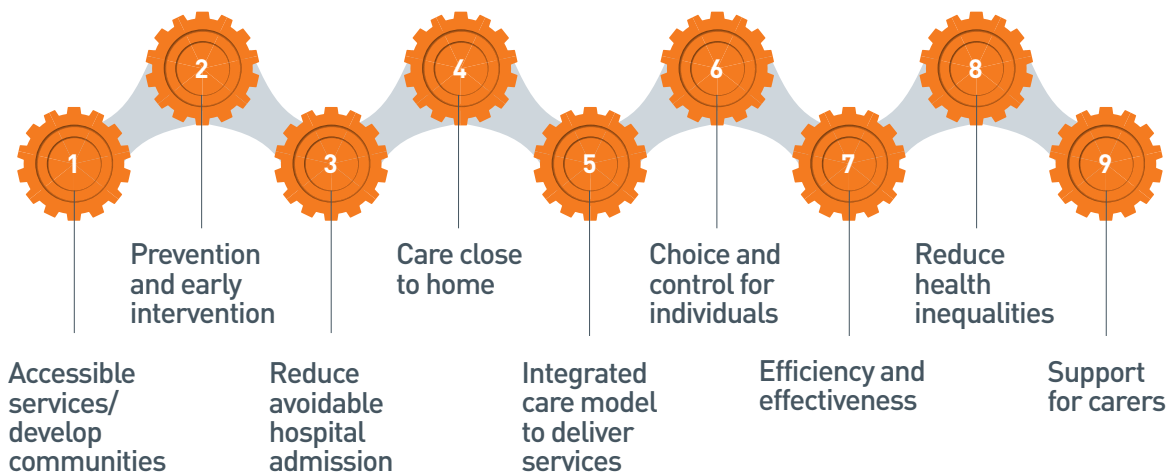 1
Accessible
services/
develop
communities
2
Prevention
and early
intervention
3
Reduce
avoidable
hospital
admission
4
Care close
to home
5
Integrated
care model
to deliver
services
6
Choice and
control for
individuals
7
Efficiency and
effectiveness
8
Reduce
health
inequalities
9
Support
for carers